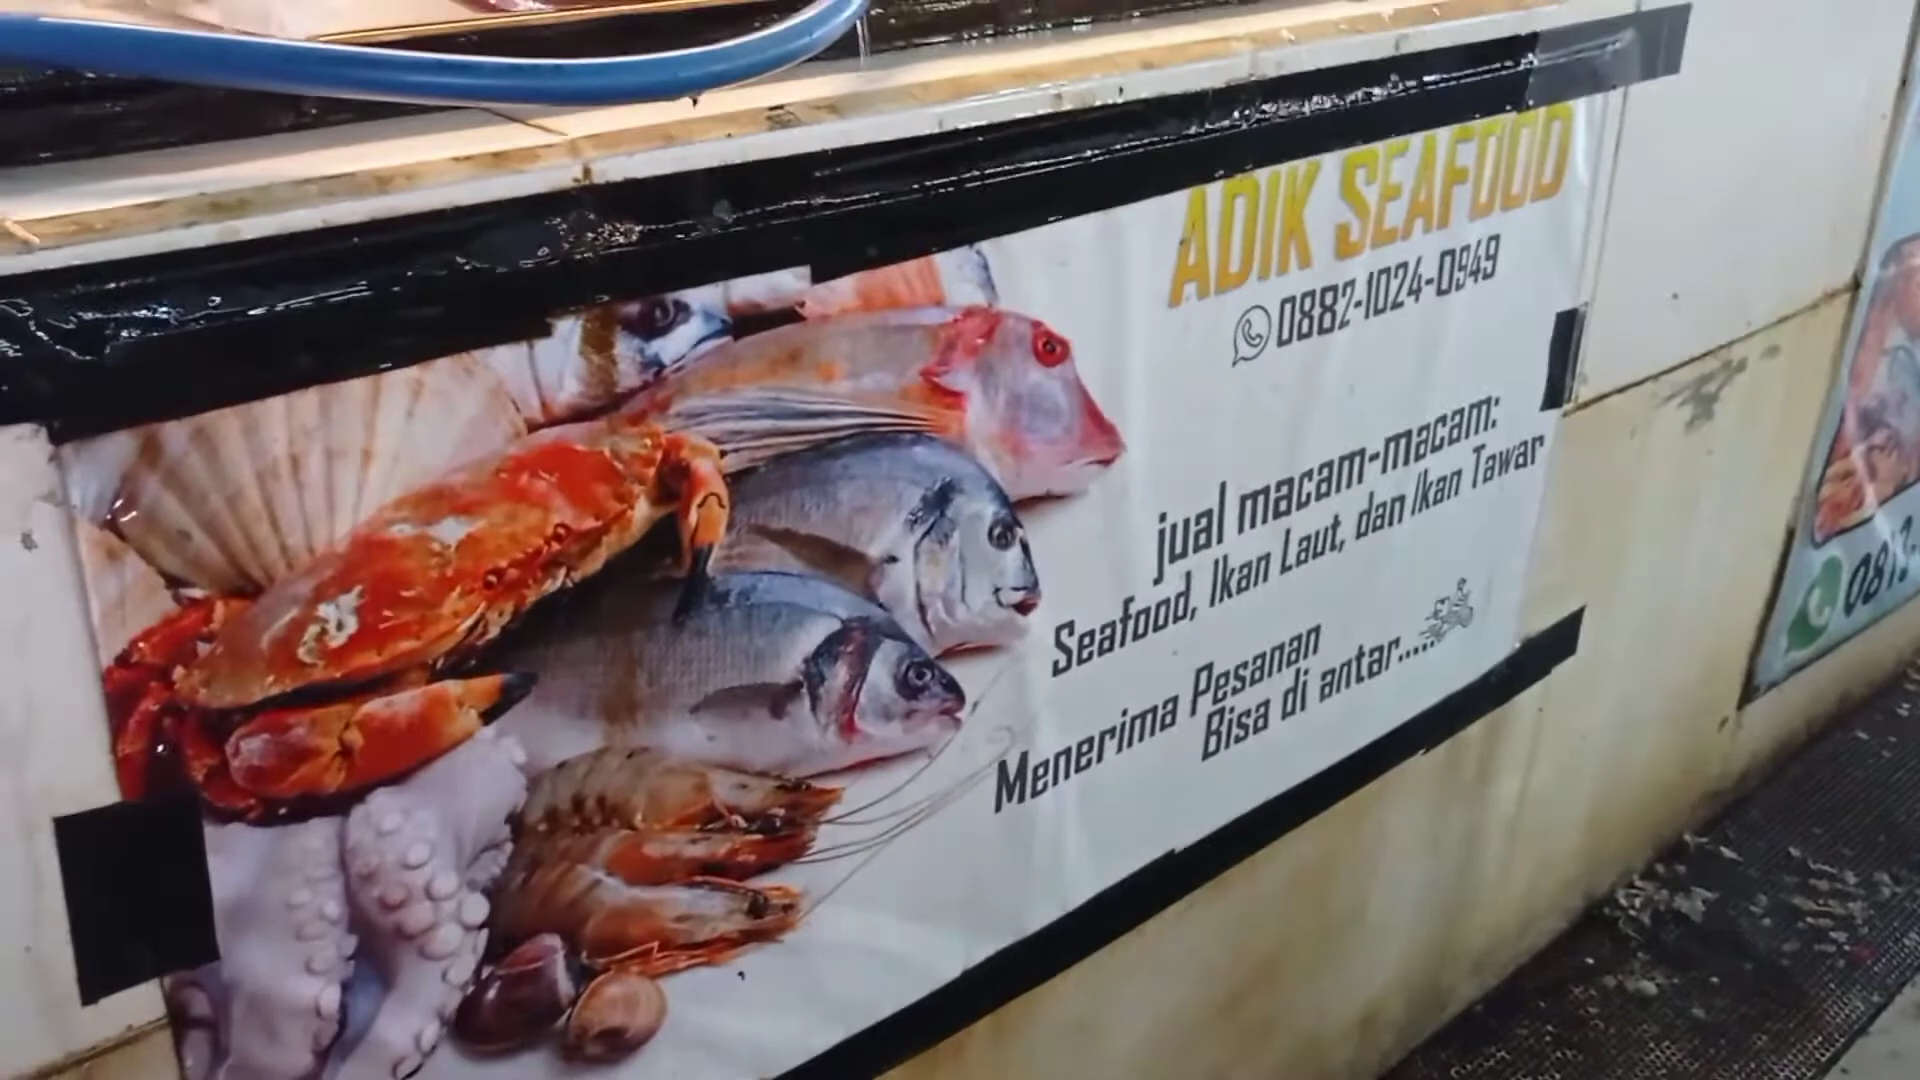 ADIK SEAFOOD
0882-1024-0949
jual macam-macam:
Seafood, Ikan Laut, dan Ikan Tawar
Menerima Pesanan
Bisa di antar.....